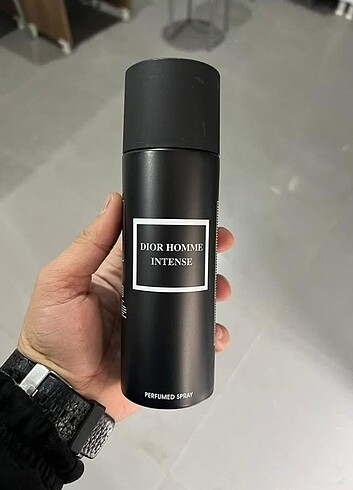 DIOR HOMME
INTENSE
PERFUMED SPRAY